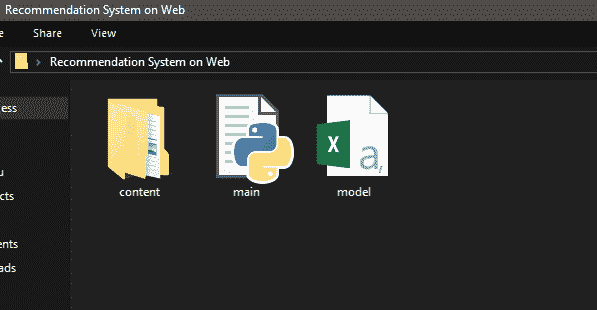 Recommendation System on Web
Share View
Recommendation System on Web
ess
content main model
u
cts
ents
ads